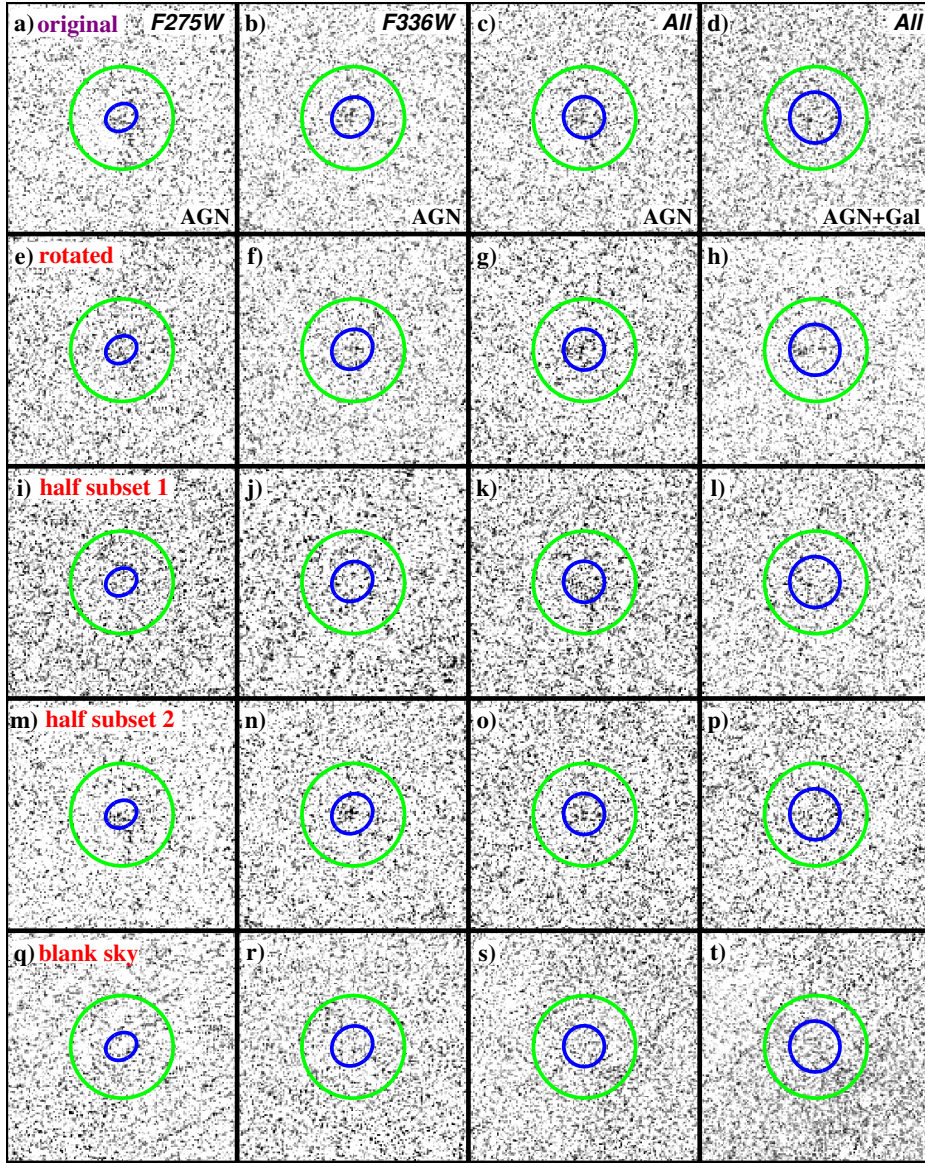 a) original F275W
b) F336W
c) All
d) All
AGN
AGN
AGN
AGN+Gal
e) rotated
f)
g)
h)
i) half subset 1
j)
k)
l)
m) half subset 2
n)
o)
p)
q) blank sky
r)
s)
t)